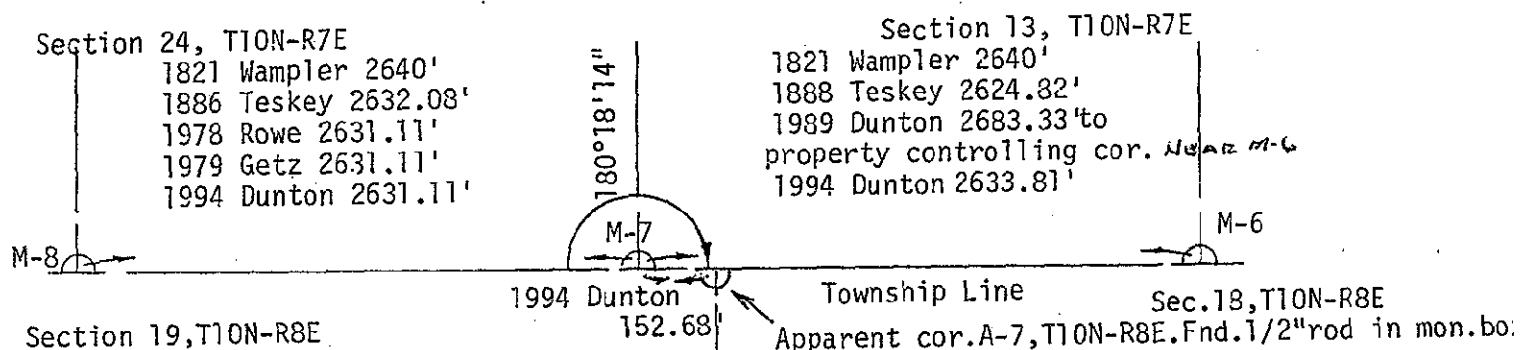 Section 24, T10N-R7E
1821 Wampler 2640'
1886 Teskey 2632.08'
1978 Rowe 2631.11'
1979 Getz 2631.11'
1994 Dunton 2631.11'
180°18'14"
Section 13, T10N-R7E
1821 Wampler 2640'
1888 Teskey 2624.82'
1989 Dunton 2683.33'to
property controlling cor. NEAR M-6
1994 Dunton 2633.81'
M-8
M-7
M-6
1994 Dunton
152.68'
Township Line
Sec.18,T10N-R8E
Section 19,T10N-R8E
Apparent cor.A-7,T10N-R8E.Fnd.1/2"rod in mon.box